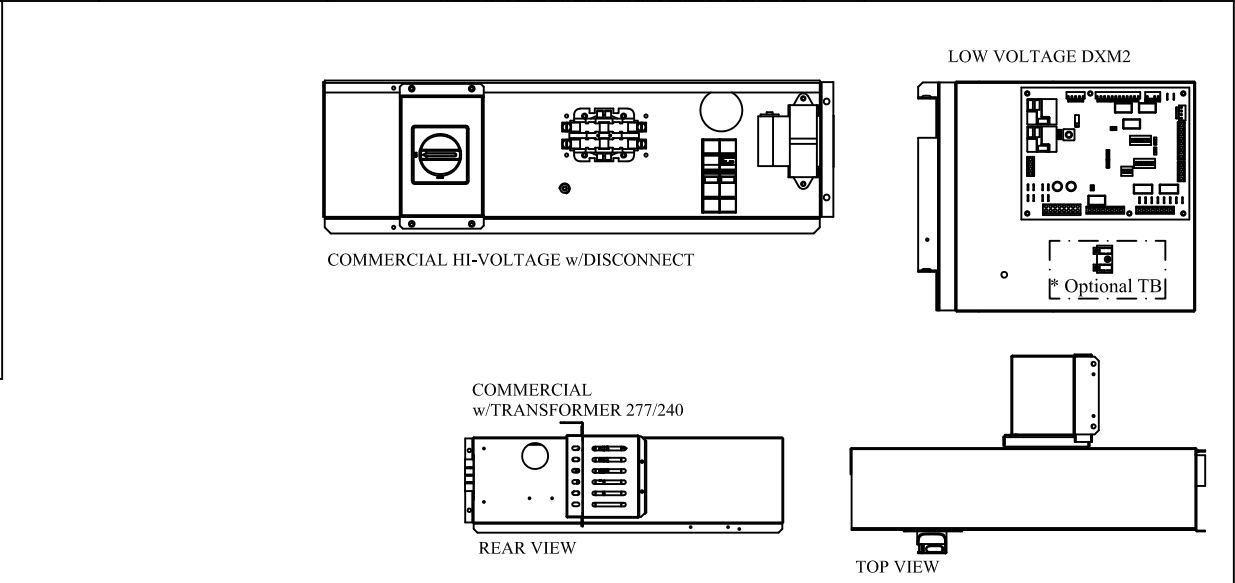 LOW VOLTAGE DXM2
COMMERCIAL HI-VOLTAGE w/DISCONNECT
* Optional TB
COMMERCIAL
w/TRANSFORMER 277/240
REAR VIEW
TOP VIEW